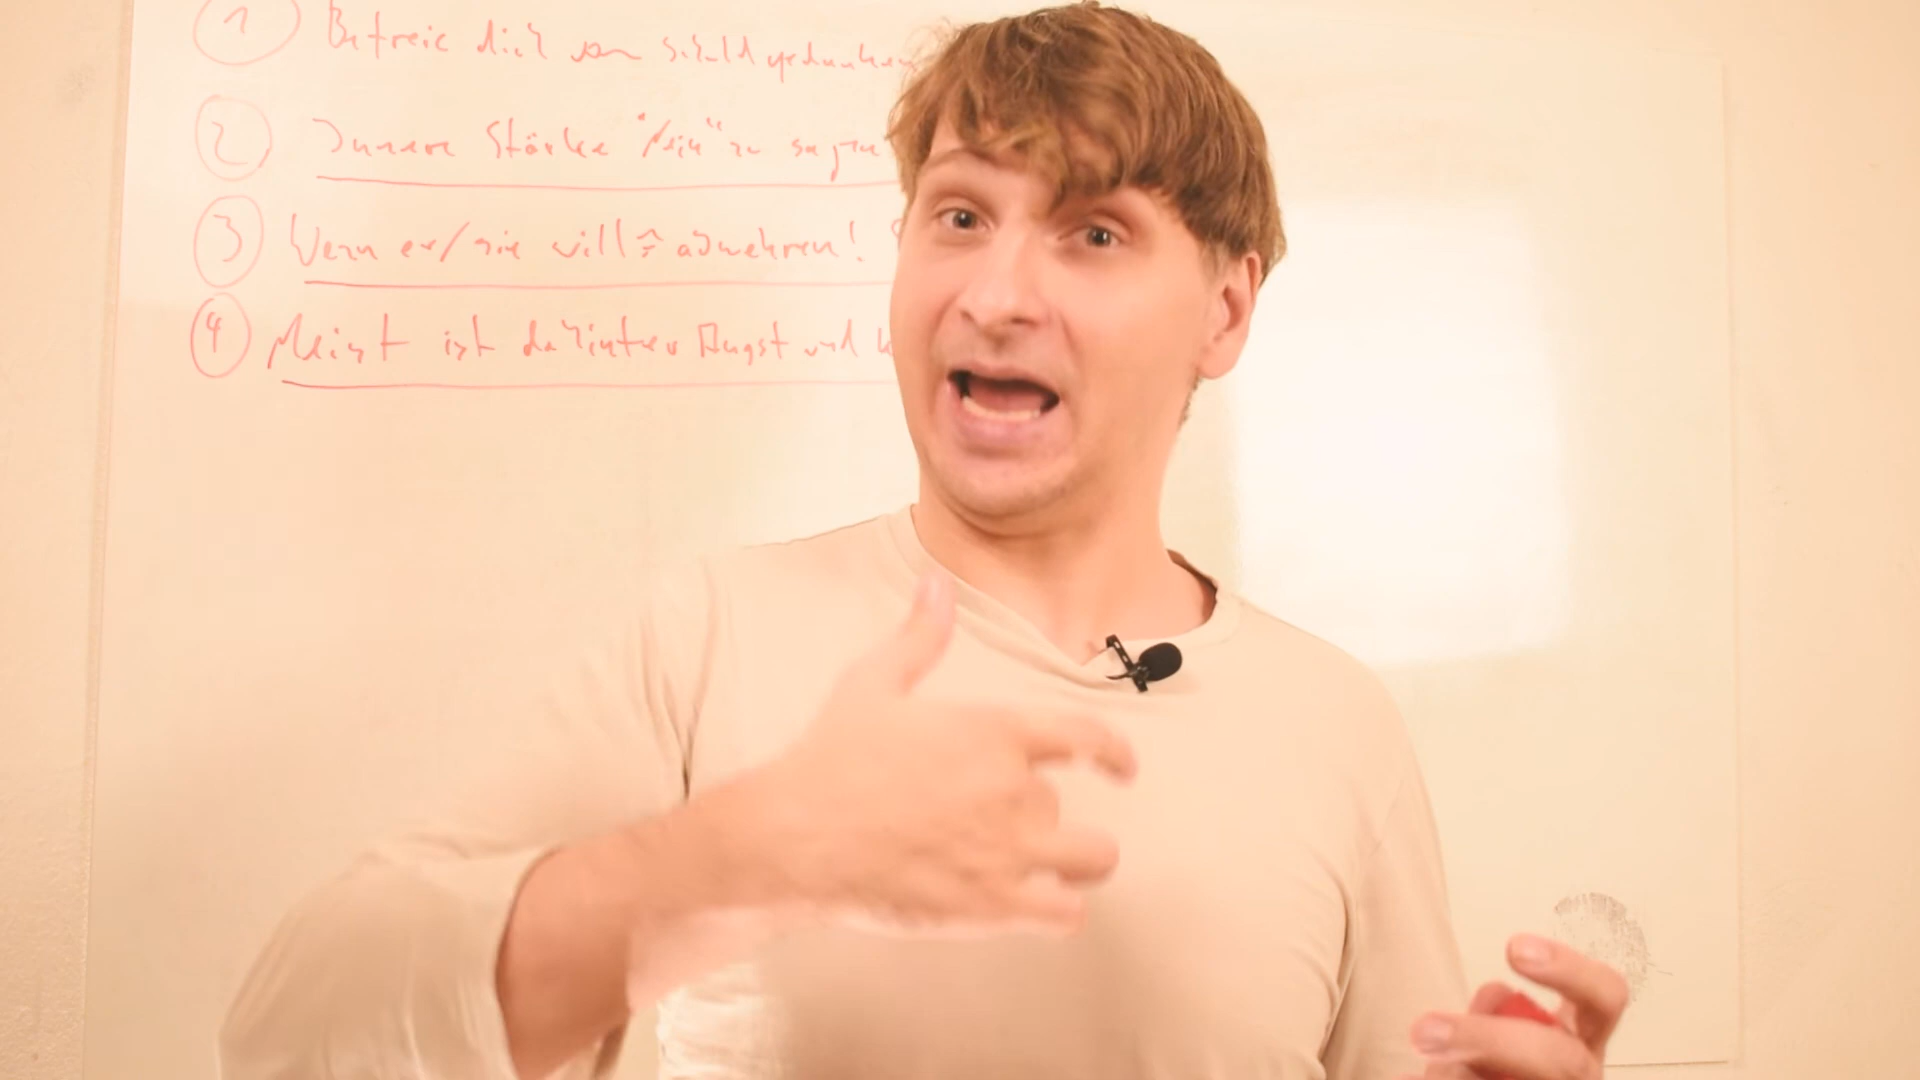 1 Befreie dich von Schuldgedanken
2 Innere Stärke "Nein" zu sagen
3 Wenn er/sie will abwehren!
4 Meist ist dahinter Angst und